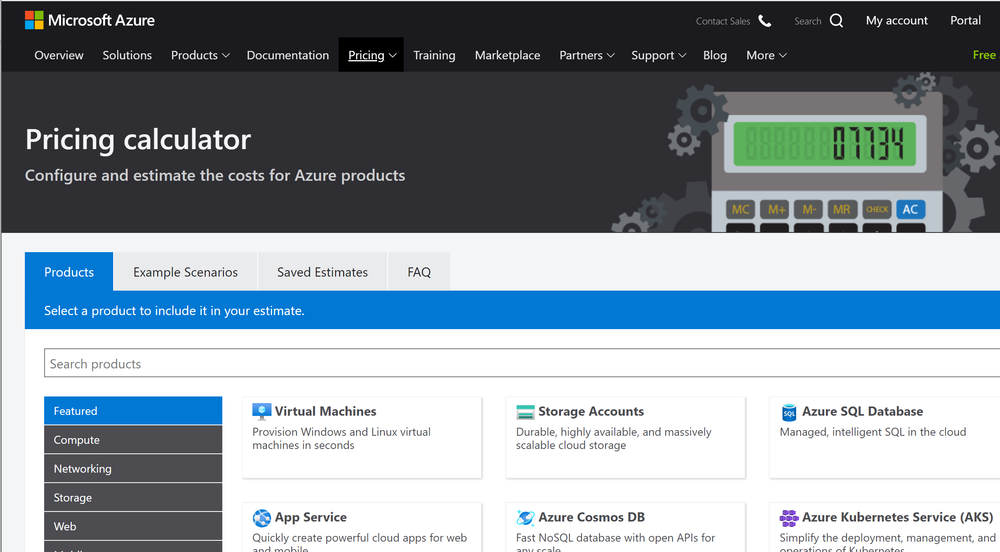 Microsoft Azure
Contact Sales Search My account Portal
Overview Solutions Products Documentation Pricing Training Marketplace Partners Support Blog More Free
Pricing calculator
Configure and estimate the costs for Azure products
07734
MC M+ M- MR CHECK AC
Products Example Scenarios Saved Estimates FAQ
Select a product to include it in your estimate.
Search products
Featured
Compute
Networking
Storage
Web
Virtual Machines
Provision Windows and Linux virtual
machines in seconds
Storage Accounts
Durable, highly available, and massively
scalable cloud storage
SQL
Azure SQL Database
Managed, intelligent SQL in the cloud
App Service
Quickly create powerful cloud apps for web
and mobile
Azure Cosmos DB
Fast NoSQL database with open APIs for
any scale
Azure Kubernetes Service (AKS)
Simplify the deployment, management, and
operations of Kubernetes